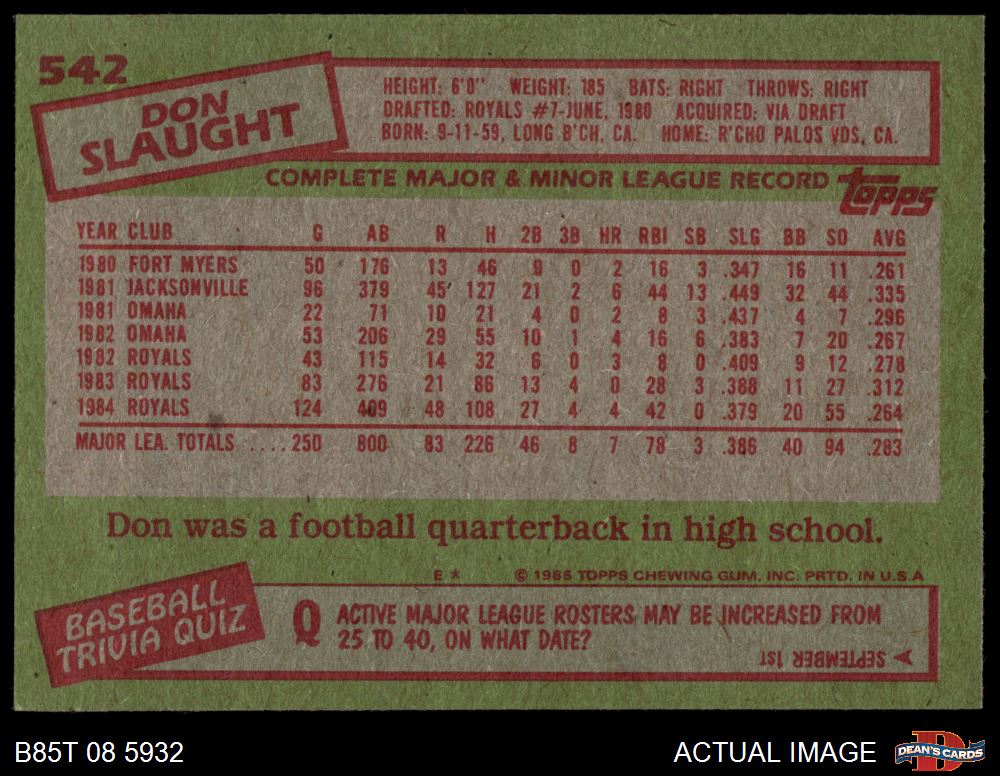 542
DON
SLAUGHT
HEIGHT: 6'0" WEIGHT: 185 BATS: RIGHT THROWS: RIGHT
DRAFTED: ROYALS #7-JUNE, 1980 ACQUIRED: VIA DRAFT
BORN: 9-11-59, LONG B'CH, CA. HOME: R'CHO PALOS VDS, CA.
COMPLETE MAJOR & MINOR LEAGUE RECORD topps
YEAR CLUB G AB R H 2B 3B HR RBI SB SLG BB SO AVG
1980 FORT MYERS 50 176 13 46 9 0 2 16 3 .347 16 11 .261
1981 JACKSONVILLE 96 379 45 127 21 2 6 44 13 .449 32 44 .335
1981 OMAHA 22 71 10 21 4 0 2 8 3 .437 4 7 .296
1982 OMAHA 53 206 29 55 10 1 4 16 6 .383 7 20 .267
1982 ROYALS 43 115 14 32 6 0 3 8 0 .409 9 12 .278
1983 ROYALS 83 276 21 86 13 4 0 28 3 .388 11 27 .312
1984 ROYALS 124 409 48 108 27 4 4 42 0 .379 20 55 .264
MAJOR LEA. TOTALS .... 250 800 83 226 46 8 7 78 3 .386 40 94 .283
Don was a football quarterback in high school.
E * © 1985 TOPPS CHEWING GUM, INC. PRTD. IN U.S.A
BASEBALL
TRIVIA QUIZ
Q ACTIVE MAJOR LEAGUE ROSTERS MAY BE INCREASED FROM
25 TO 40, ON WHAT DATE?
SEPTEMBER 1ST
B85T 08 5932 ACTUAL IMAGE DEAN'S CARDS